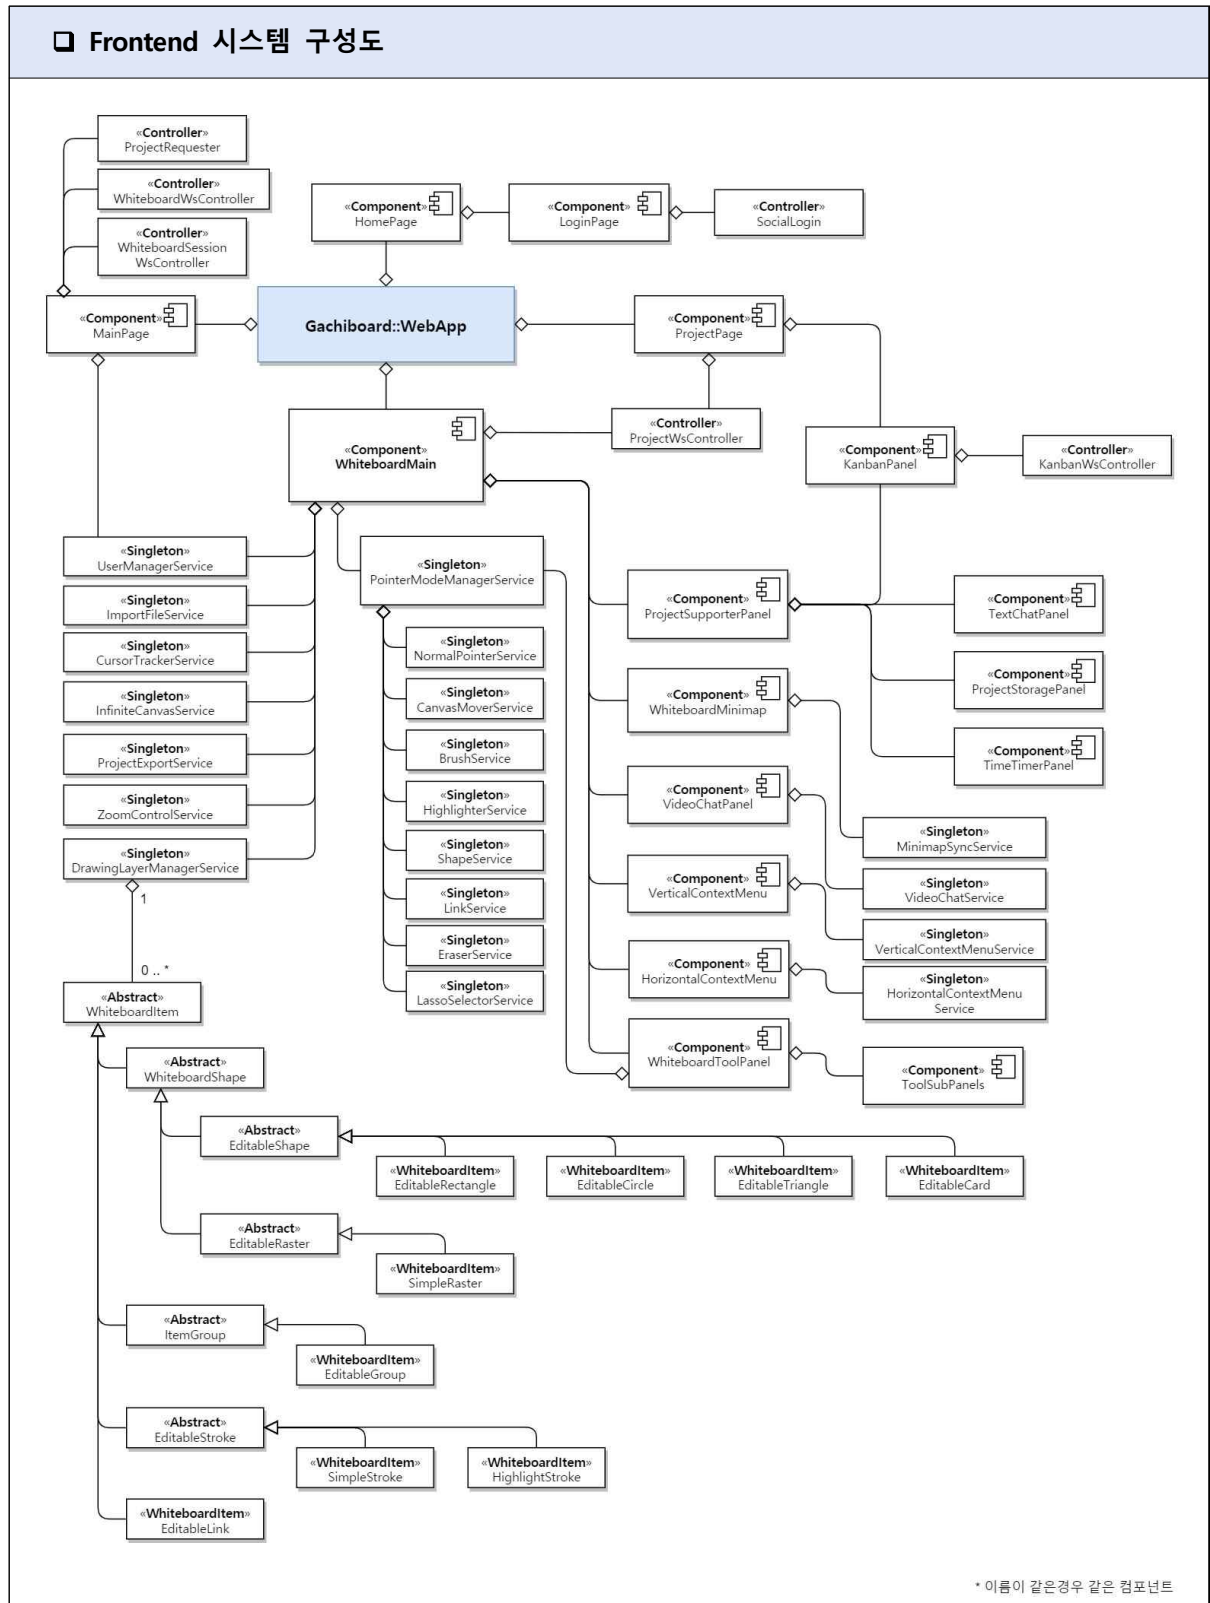 ❑ Frontend 시스템 구성도
«Controller»
ProjectRequester
«Controller»
WhiteboardWsController
«Controller»
WhiteboardSession
WsController
«Component»
HomePage
«Component»
LoginPage
«Controller»
SocialLogin
«Component»
MainPage
Gachiboard::WebApp
«Component»
ProjectPage
«Component»
WhiteboardMain
«Controller»
ProjectWsController
«Component»
KanbanPanel
«Controller»
KanbanWsController
«Singleton»
UserManagerService
«Singleton»
ImportFileService
«Singleton»
CursorTrackerService
«Singleton»
InfiniteCanvasService
«Singleton»
ProjectExportService
«Singleton»
ZoomControlService
«Singleton»
DrawingLayerManagerService
1
0 .. *
«Singleton»
PointerModeManagerService
«Singleton»
NormalPointerService
«Singleton»
CanvasMoverService
«Singleton»
BrushService
«Singleton»
HighlighterService
«Singleton»
ShapeService
«Singleton»
LinkService
«Singleton»
EraserService
«Singleton»
LassoSelectorService
«Component»
ProjectSupporterPanel
«Component»
WhiteboardMinimap
«Component»
VideoChatPanel
«Component»
VerticalContextMenu
«Component»
HorizontalContextMenu
«Component»
WhiteboardToolPanel
«Component»
TextChatPanel
«Component»
ProjectStoragePanel
«Component»
TimeTimerPanel
«Singleton»
MinimapSyncService
«Singleton»
VideoChatService
«Singleton»
VerticalContextMenuService
«Singleton»
HorizontalContextMenu
Service
«Component»
ToolSubPanels
«Abstract»
WhiteboardItem
«Abstract»
WhiteboardShape
«Abstract»
EditableShape
«WhiteboardItem»
EditableRectangle
«WhiteboardItem»
EditableCircle
«WhiteboardItem»
EditableTriangle
«WhiteboardItem»
EditableCard
«Abstract»
EditableRaster
«WhiteboardItem»
SimpleRaster
«Abstract»
ItemGroup
«WhiteboardItem»
EditableGroup
«Abstract»
EditableStroke
«WhiteboardItem»
SimpleStroke
«WhiteboardItem»
HighlightStroke
«WhiteboardItem»
EditableLink
* 이름이 같은경우 같은 컴포넌트